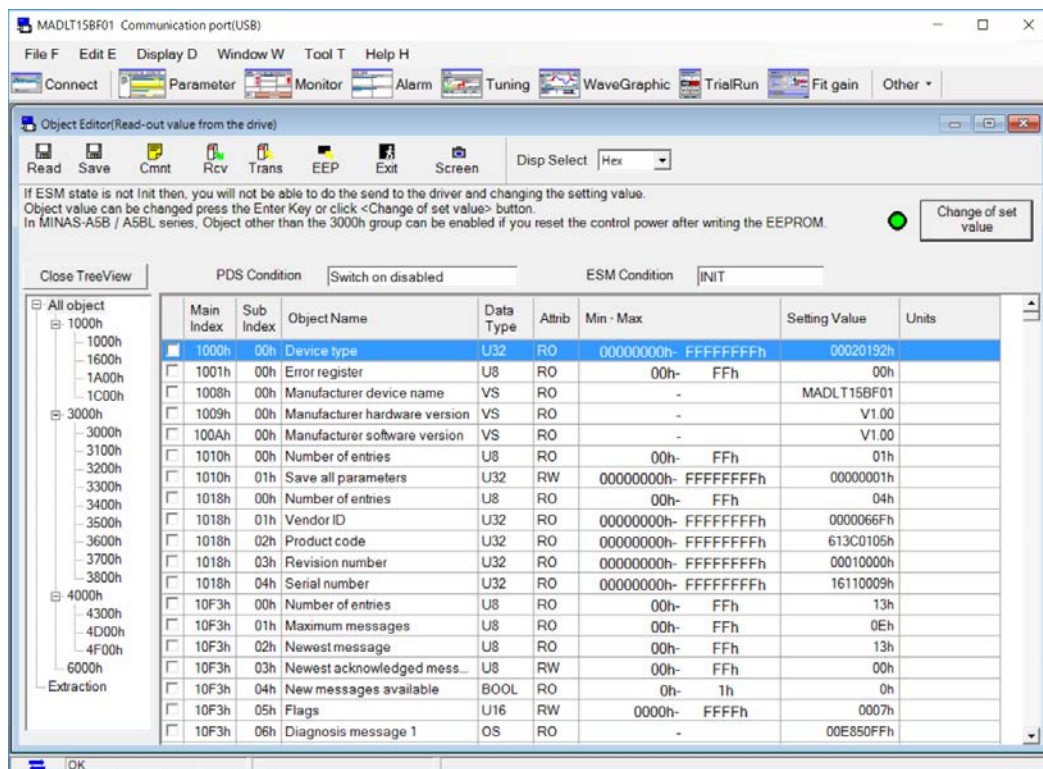 MADLT15BF01 Communication port(USB)
File F Edit E Display D Window W Tool T Help H
Connect Parameter Monitor Alarm Tuning WaveGraphic TrialRun Fit gain Other
Object Editor(Read-out value from the drive)
Read Save Cmnt Rcv Trans EEP Exit Screen Disp Select Hex
If ESM state is not Init then, you will not be able to do the send to the driver and changing the setting value.
Object value can be changed press the Enter Key or click <Change of set value> button.
In MINAS-A5B / A5BL series, Object other than the 3000h group can be enabled if you reset the control power after writing the EEPROM.
Change of set
value
Close TreeView PDS Condition Switch on disabled ESM Condition INIT
All object
1000h
1000h
1600h
1A00h
1C00h
3000h
3000h
3100h
3200h
3300h
3400h
3500h
3600h
3700h
3800h
4000h
4300h
4D00h
4F00h
6000h
Extraction
Main Index Sub Index Object Name Data Type Attrib Min - Max Setting Value Units
1000h 00h Device type U32 RO 00000000h- FFFFFFFFh 00020192h
1001h 00h Error register U8 RO 00h- FFh 00h
1008h 00h Manufacturer device name VS RO - MADLT15BF01
1009h 00h Manufacturer hardware version VS RO - V1.00
100Ah 00h Manufacturer software version VS RO - V1.00
1010h 00h Number of entries U8 RO 00h- FFh 01h
1010h 01h Save all parameters U32 RW 00000000h- FFFFFFFFh 00000001h
1018h 00h Number of entries U8 RO 00h- FFh 04h
1018h 01h Vendor ID U32 RO 00000000h- FFFFFFFFh 0000066Fh
1018h 02h Product code U32 RO 00000000h- FFFFFFFFh 613C0105h
1018h 03h Revision number U32 RO 00000000h- FFFFFFFFh 00010000h
1018h 04h Serial number U32 RO 00000000h- FFFFFFFFh 16110009h
10F3h 00h Number of entries U8 RO 00h- FFh 13h
10F3h 01h Maximum messages U8 RO 00h- FFh 0Eh
10F3h 02h Newest message U8 RO 00h- FFh 13h
10F3h 03h Newest acknowledged mess... U8 RW 00h- FFh 00h
10F3h 04h New messages available BOOL RO 0h- 1h 0h
10F3h 05h Flags U16 RW 0000h- FFFFh 0007h
10F3h 06h Diagnosis message 1 OS RO - 00E850FFh
OK